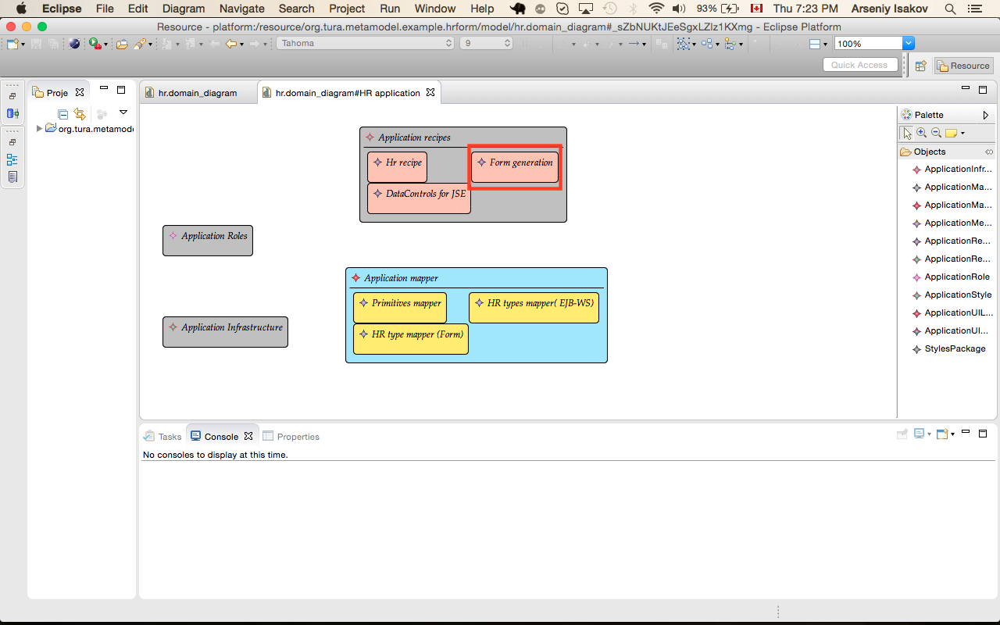 Eclipse File Edit Diagram Navigate Search Project Run Window Help 93% Thu 7:23 PM Arseniy Isakov
Resource - platform:/resource/org.tura.metamodel.example.hrform/model/hr.domain_diagram#_sZbNUKtJEeSgxLZlz1KXmg - Eclipse Platform
Tahoma 9 100%
Quick Access Resource
Proje hr.domain_diagram hr.domain_diagram#HR application
org.tura.metamode
Palette
Objects
ApplicationInfr...
ApplicationMa...
ApplicationMa...
ApplicationMe...
ApplicationRe...
ApplicationRe...
ApplicationRole
ApplicationStyle
ApplicationUIL...
ApplicationUI...
StylesPackage
Application recipes
Hr recipe Form generation
DataControls for JSE
Application Roles
Application mapper
Primitives mapper HR types mapper( EJB-WS)
HR type mapper (Form)
Application Infrastructure
Tasks Console Properties
No consoles to display at this time.